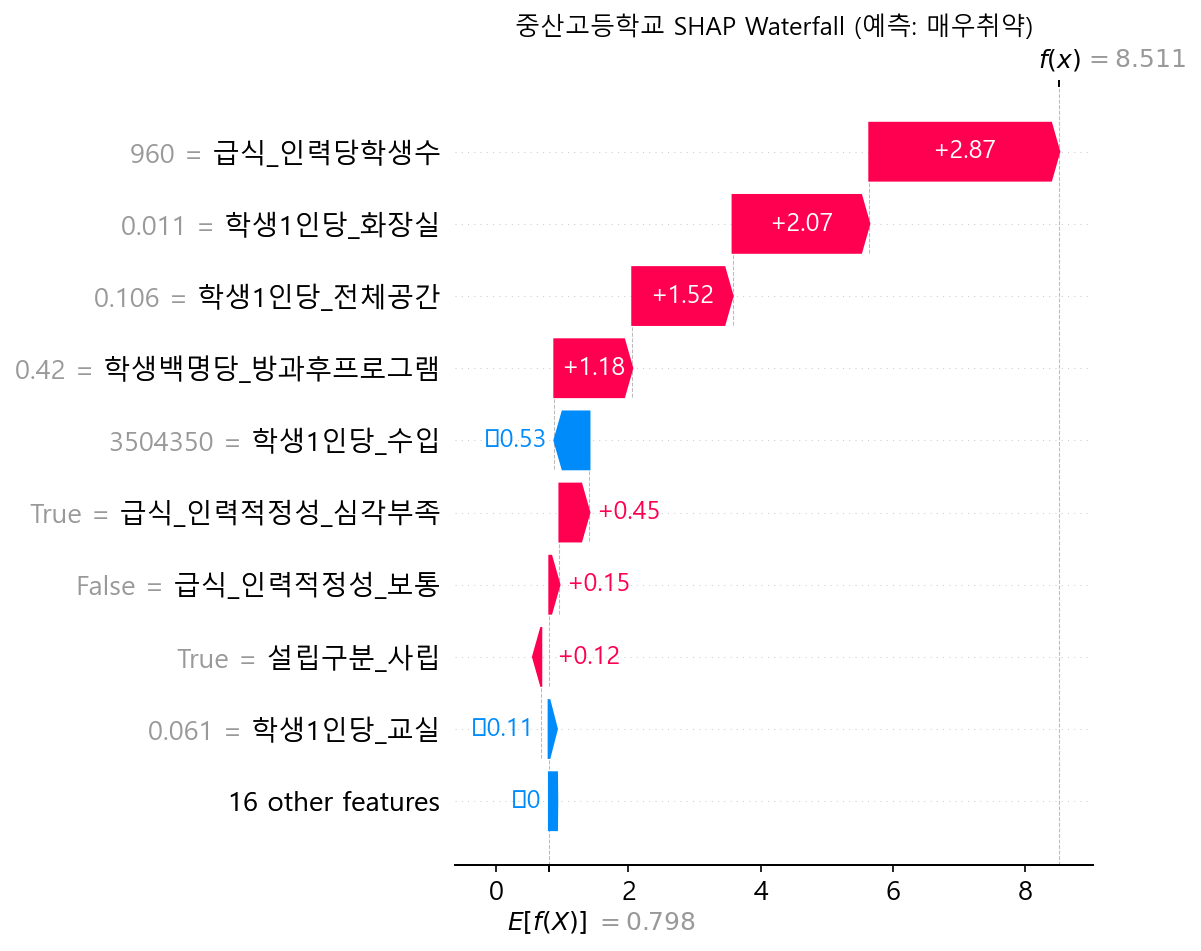 중산고등학교 SHAP Waterfall (예측: 매우취약)
f(x) = 8.511
960 = 급식_인력당학생수
+2.87
0.011 = 학생1인당_화장실
+2.07
0.106 = 학생1인당_전체공간
+1.52
0.42 = 학생백명당_방과후프로그램
+1.18
3504350 = 학생1인당_수입
▯0.53
True = 급식_인력적정성_심각부족
+0.45
False = 급식_인력적정성_보통
+0.15
True = 설립구분_사립
+0.12
0.061 = 학생1인당_교실
▯0.11
16 other features
▯0
0 2 4 6 8
E[f(X)] = 0.798